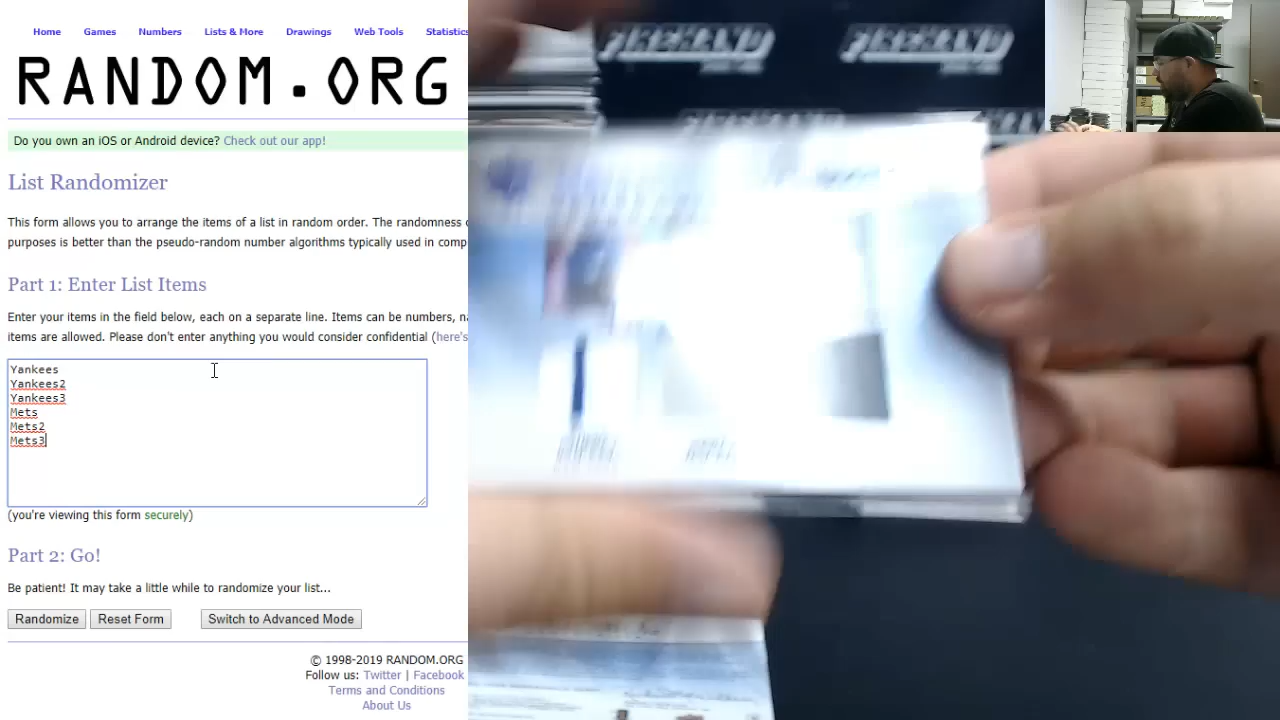 Home Games Numbers Lists & More Drawings Web Tools Statistics
RANDOM.ORG
Do you own an iOS or Android device? Check out our app!
List Randomizer
This form allows you to arrange the items of a list in random order. The randomness
purposes is better than the pseudo-random number algorithms typically used in comp
Part 1: Enter List Items
Enter your items in the field below, each on a separate line. Items can be numbers,
items are allowed. Please don't enter anything you would consider confidential (here's
Yankees
Yankees2
Yankees3
Mets
Mets2
Mets3
(you're viewing this form securely)
Part 2: Go!
Be patient! It may take a little while to randomize your list...
Randomize Reset Form Switch to Advanced Mode
© 1998-2019 RANDOM.ORG
Follow us: Twitter | Facebook
Terms and Conditions
About Us
FIREHAND FIREHAND